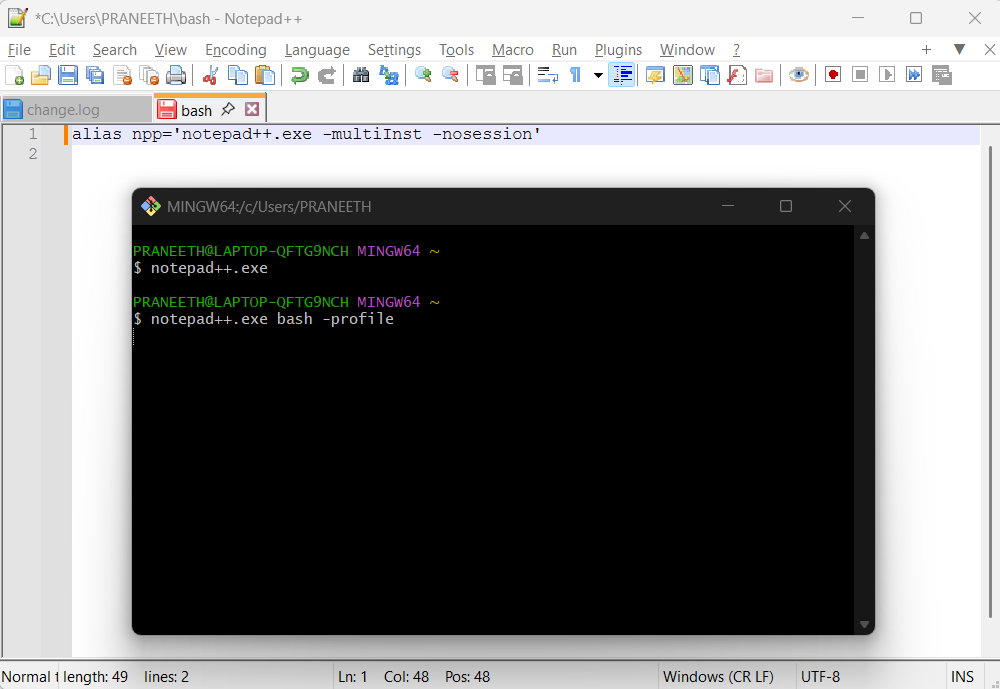 *C:\Users\PRANEETH\bash - Notepad++
File Edit Search View Encoding Language Settings Tools Macro Run Plugins Window ?
change.log bash
1 alias npp='notepad++.exe -multiInst -nosession'
2
MINGW64:/c/Users/PRANEETH
PRANEETH@LAPTOP-QFTG9NCH MINGW64 ~
$ notepad++.exe
PRANEETH@LAPTOP-QFTG9NCH MINGW64 ~
$ notepad++.exe bash -profile
Normal t length: 49 lines: 2 Ln: 1 Col: 48 Pos: 48 Windows (CR LF) UTF-8 INS